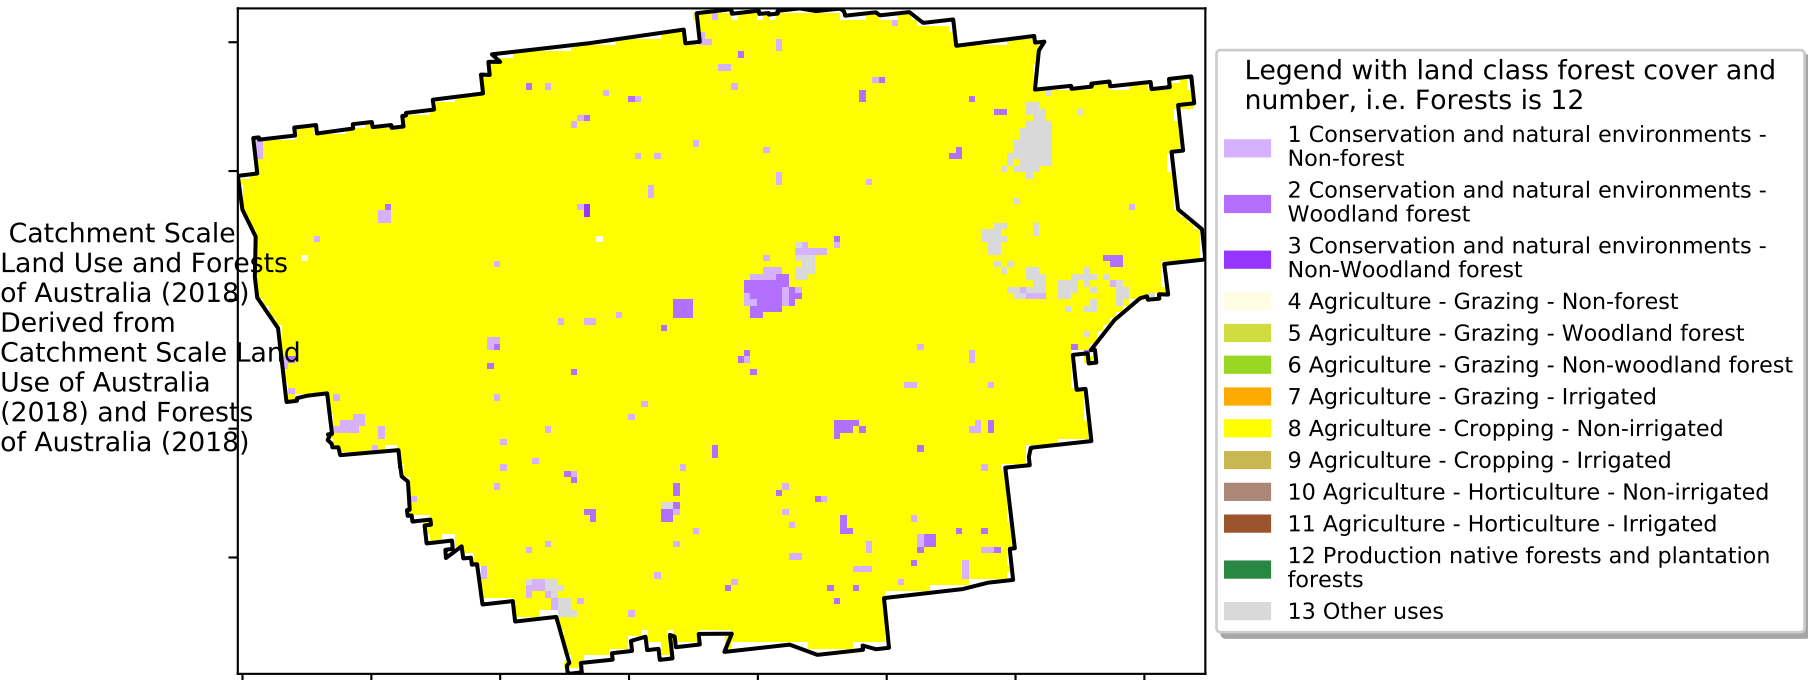 Catchment Scale
Land Use and Forests
of Australia (2018)
Derived from
Catchment Scale Land
Use of Australia
(2018) and Forests
of Australia (2018)
Legend with land class forest cover and
number, i.e. Forests is 12
1 Conservation and natural environments -
Non-forest
2 Conservation and natural environments -
Woodland forest
3 Conservation and natural environments -
Non-Woodland forest
4 Agriculture - Grazing - Non-forest
5 Agriculture - Grazing - Woodland forest
6 Agriculture - Grazing - Non-woodland forest
7 Agriculture - Grazing - Irrigated
8 Agriculture - Cropping - Non-irrigated
9 Agriculture - Cropping - Irrigated
10 Agriculture - Horticulture - Non-irrigated
11 Agriculture - Horticulture - Irrigated
12 Production native forests and plantation
forests
13 Other uses